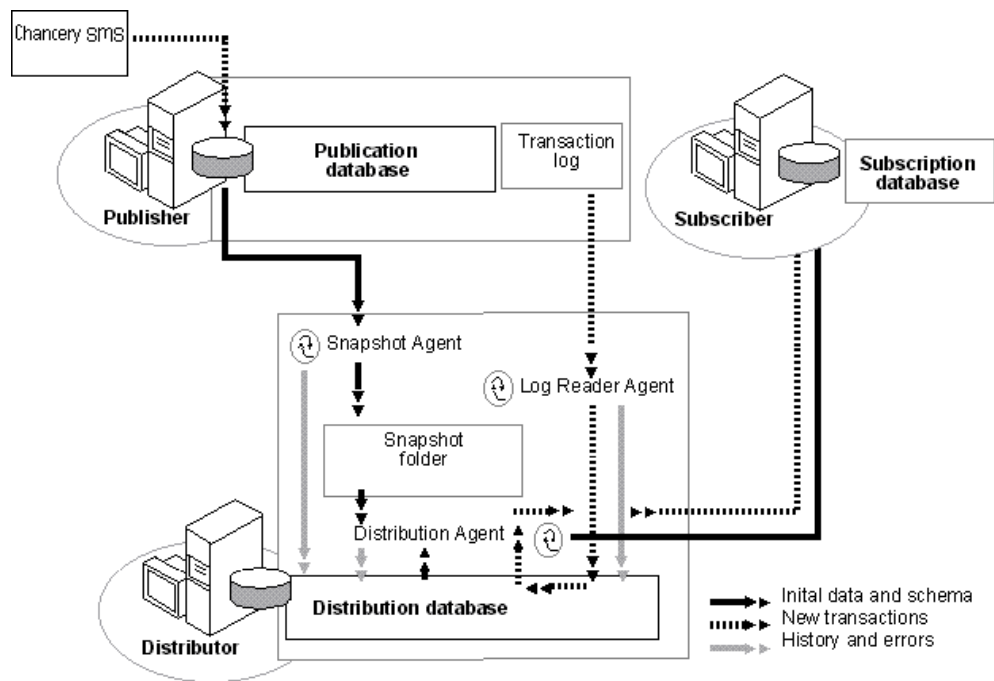 Chancery SMS
Publication
database
Transaction
log
Subscription
database
Publisher
Subscriber
Snapshot Agent
Log Reader Agent
Snapshot
folder
Distribution Agent
Distribution database
Distributor
Inital data and schema
New transactions
History and errors